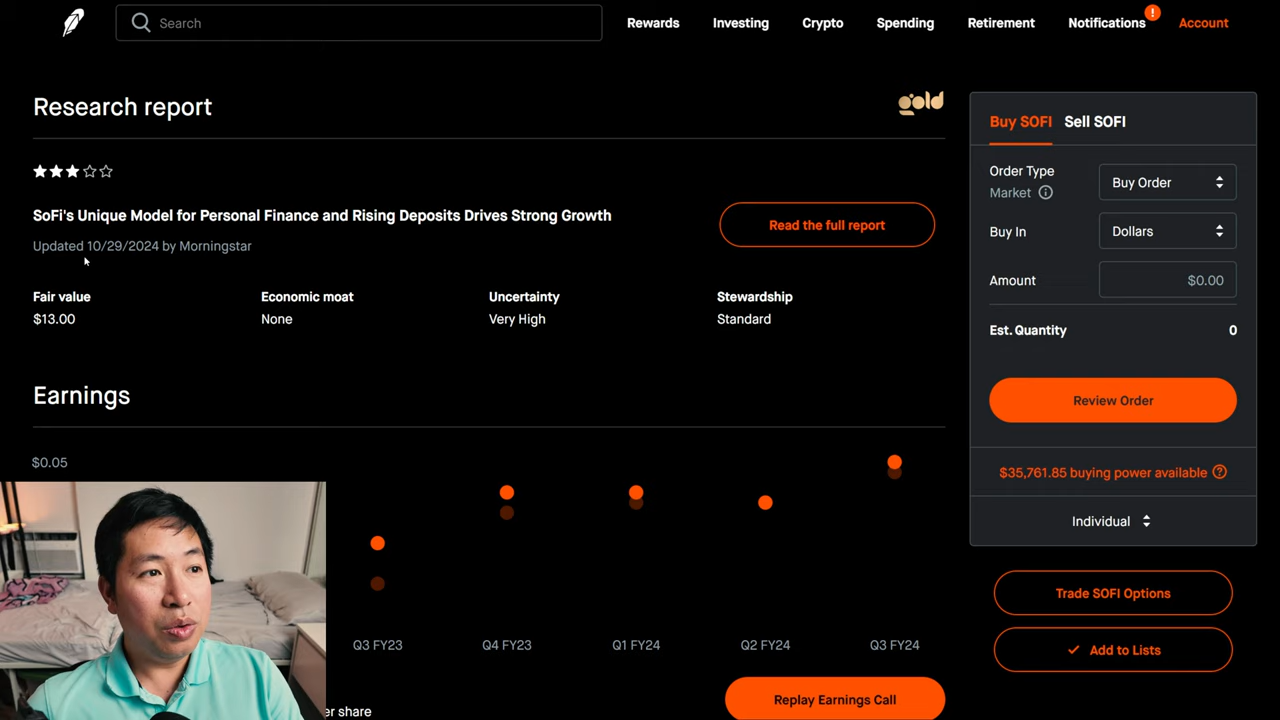 Search
Rewards
Investing
Crypto
Spending
Retirement
Notifications
!
Account
Research report
gold
SoFi's Unique Model for Personal Finance and Rising Deposits Drives Strong Growth
Updated 10/29/2024 by Morningstar
Read the full report
Fair value
$13.00
Economic moat
None
Uncertainty
Very High
Stewardship
Standard
Earnings
$0.05
Q3 FY23
Q4 FY23
Q1 FY24
Q2 FY24
Q3 FY24
er share
Replay Earnings Call
Buy SOFI
Sell SOFI
Order Type
Market
Buy Order
Buy In
Dollars
Amount
$0.00
Est. Quantity
0
Review Order
$35,761.85 buying power available
Individual
Trade SOFI Options
Add to Lists